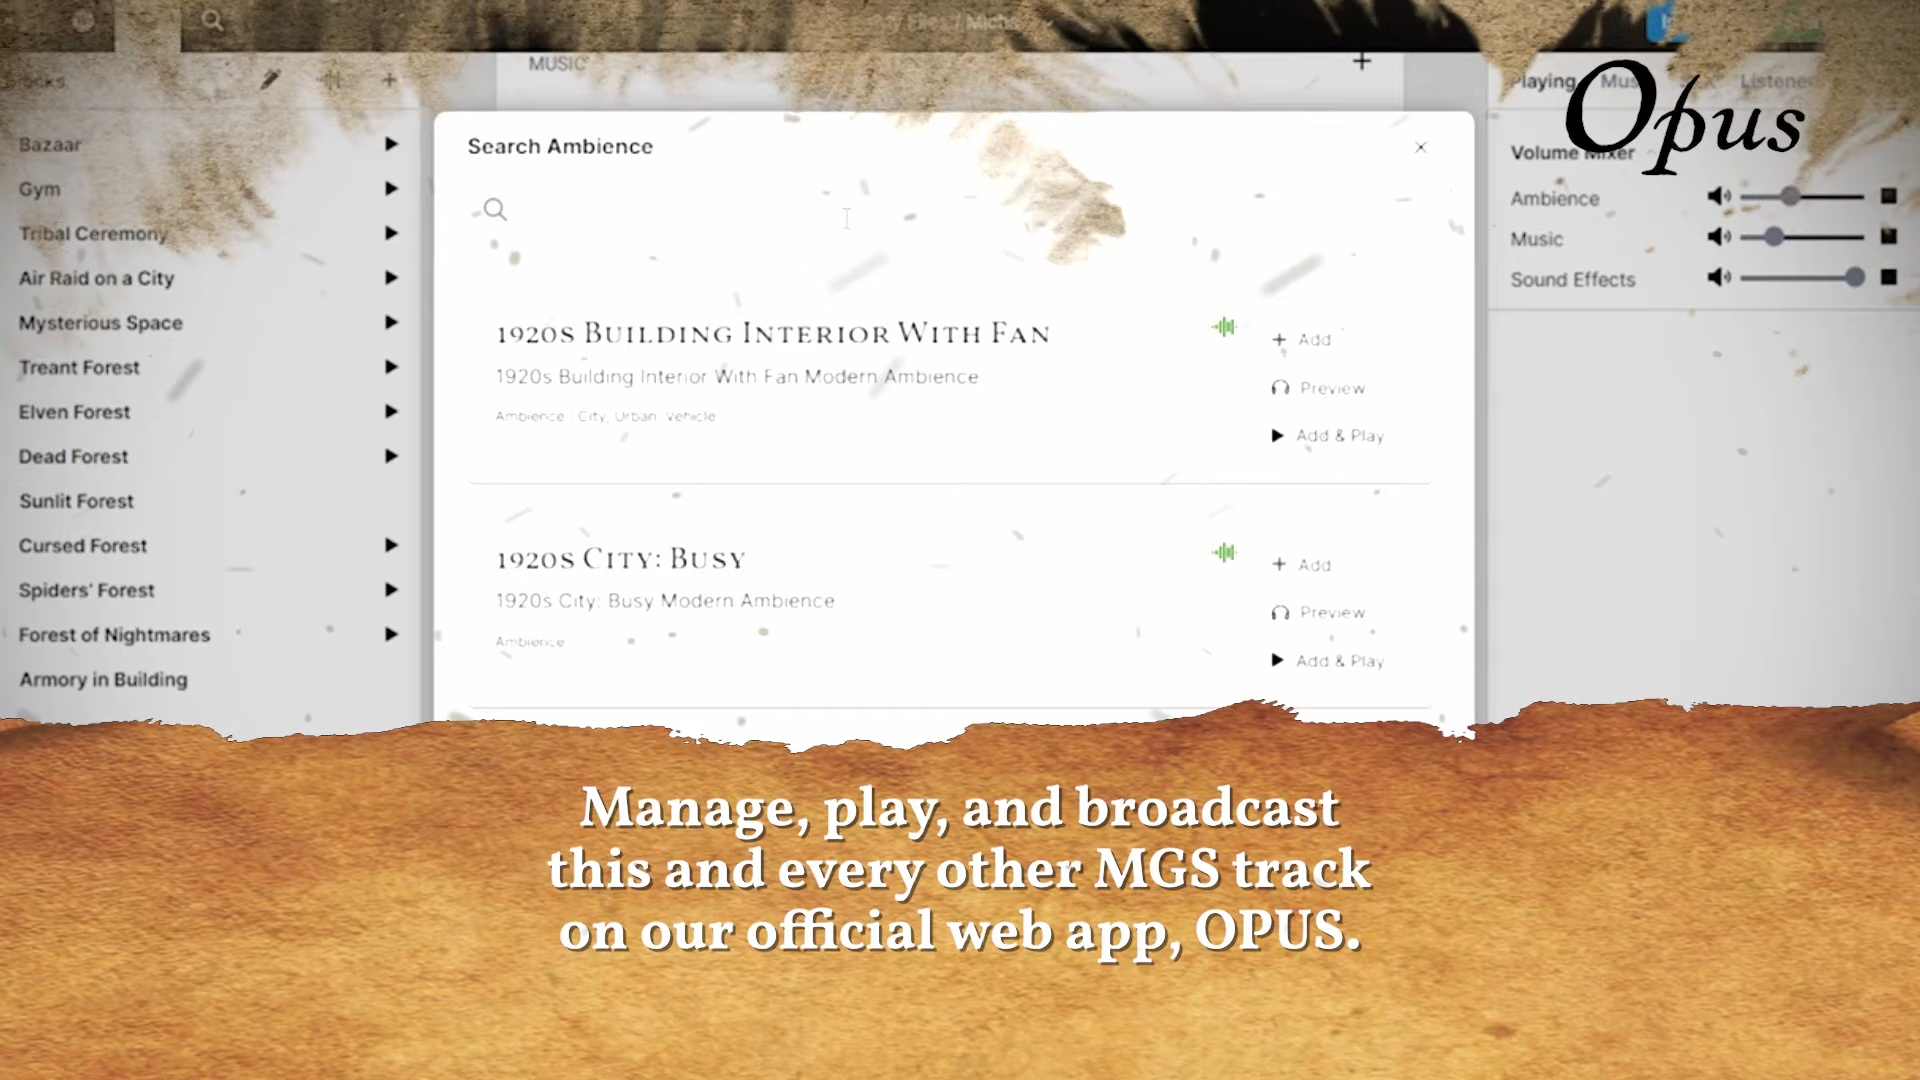 MUSIC
Playing
Opus
Bazaar
Gym
Tribal Ceremony
Air Raid on a City
Mysterious Space
Treant Forest
Elven Forest
Dead Forest
Sunlit Forest
Cursed Forest
Spiders' Forest
Forest of Nightmares
Armory in Building
Search Ambience
1920s Building Interior With Fan
1920s Building Interior With Fan Modern Ambience
Ambience | City, Urban, Vehicle
+ Add
Preview
Add & Play
1920s City: Busy
1920s City: Busy Modern Ambience
Ambience
+ Add
Preview
Add & Play
Volume Mixer
Ambience
Music
Sound Effects
Manage, play, and broadcast
this and every other MGS track
on our official web app, OPUS.